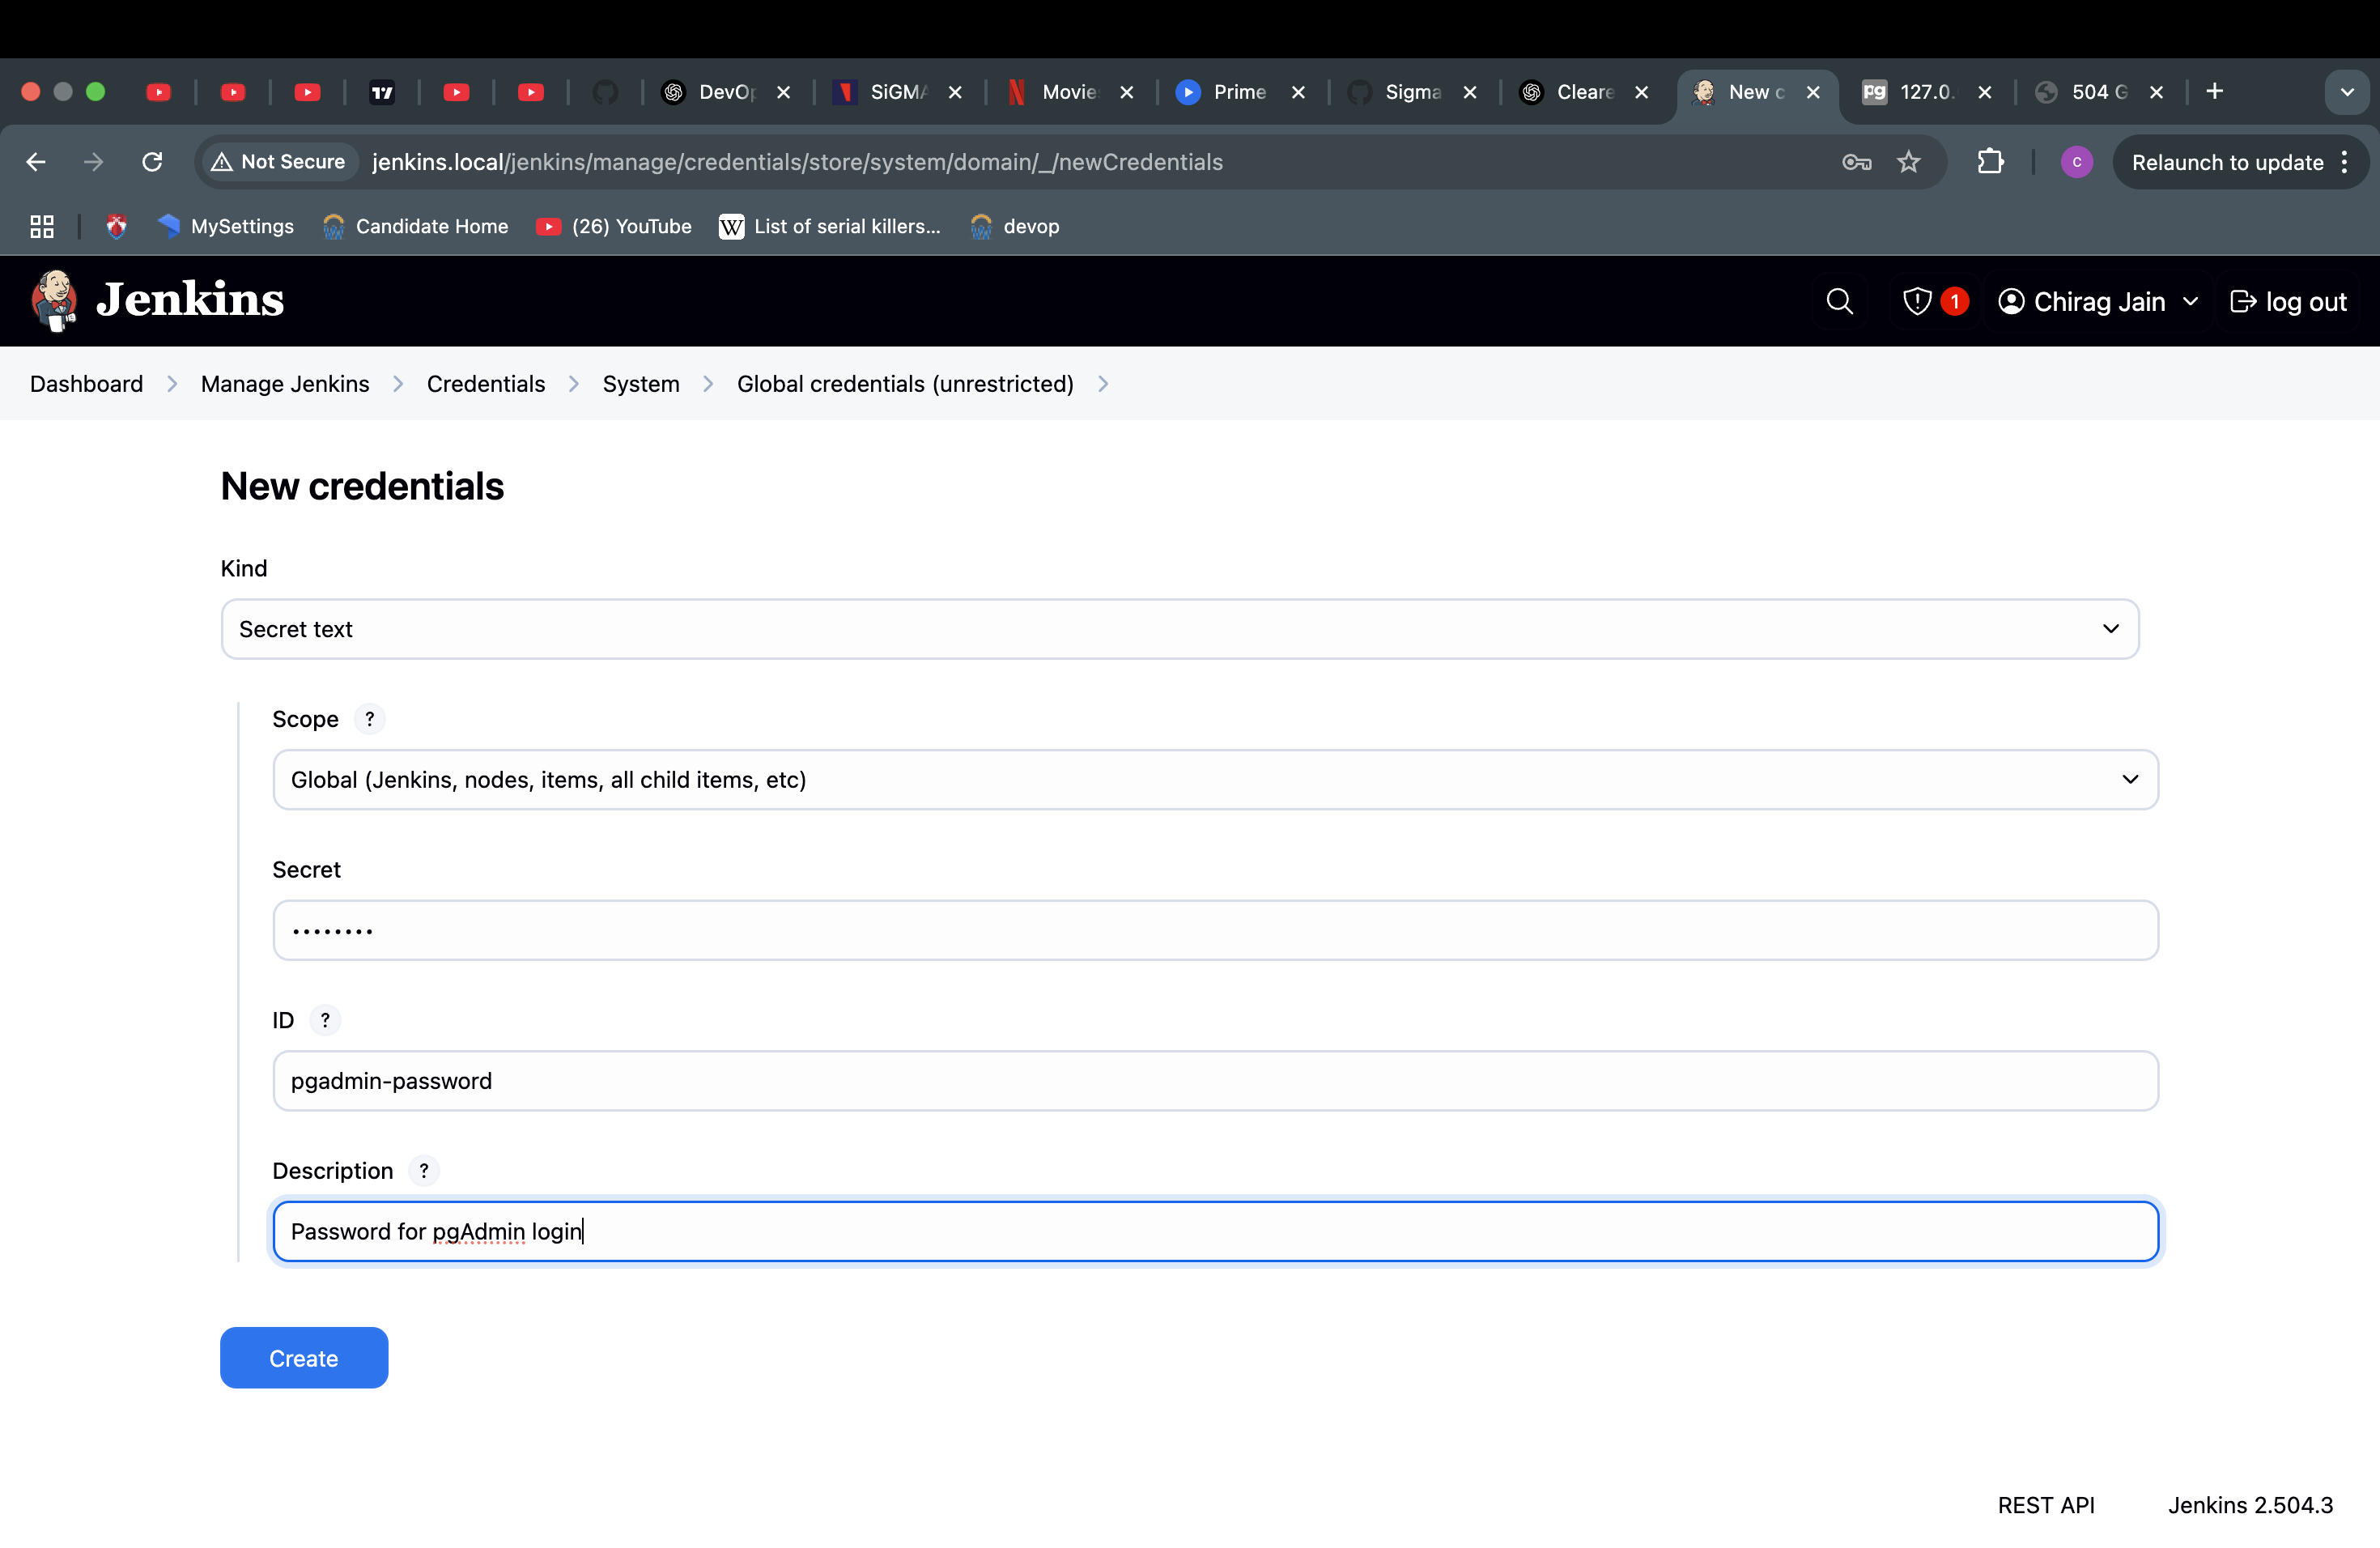 DevOp
SiGMA
Movie
Prime
Sigma
Cleare
New c
pg 127.0.
504 G
Not Secure jenkins.local/jenkins/manage/credentials/store/system/domain/_/newCredentials
c
Relaunch to update
MySettings
Candidate Home
(26) YouTube
W List of serial killers...
devop
Jenkins
1
Chirag Jain
log out
Dashboard
Manage Jenkins
Credentials
System
Global credentials (unrestricted)
New credentials
Kind
Secret text
Scope ?
Global (Jenkins, nodes, items, all child items, etc)
Secret
••••••••
ID ?
pgadmin-password
Description ?
Password for pgAdmin login
Create
REST API
Jenkins 2.504.3